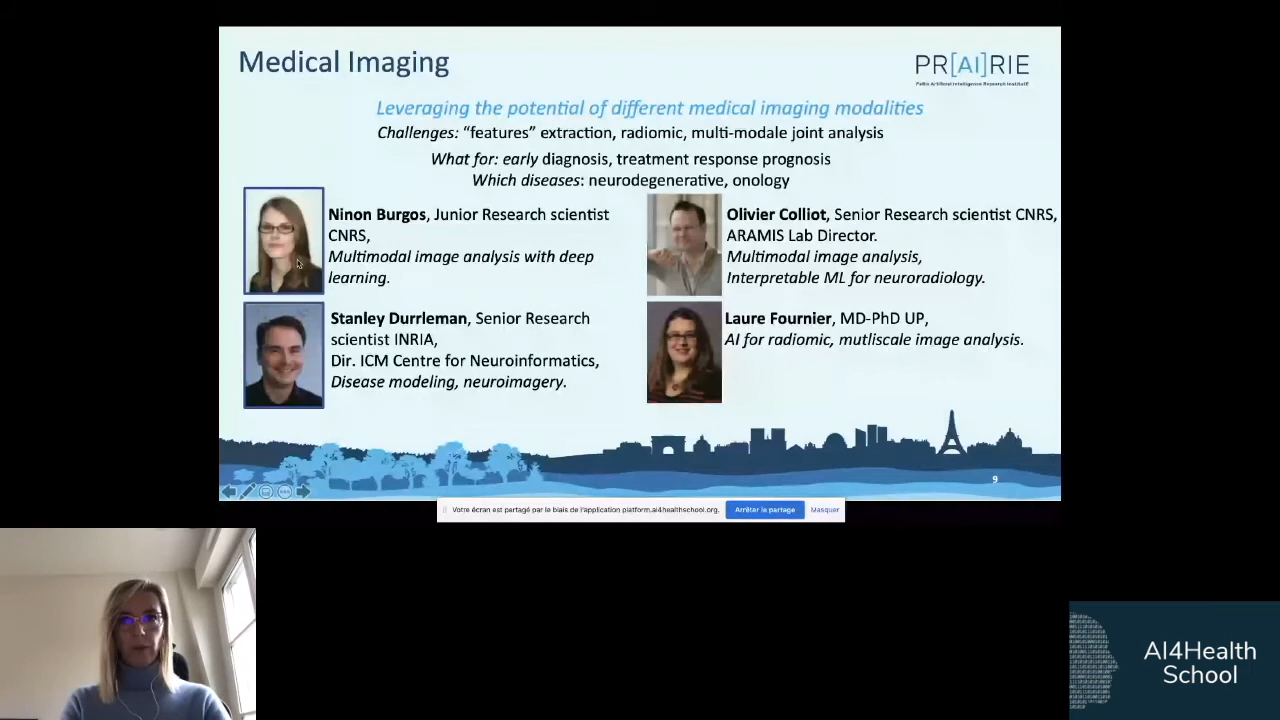 Medical Imaging
PR[AI]RIE
PaRis Artificial Intelligence Research InstitutE
Leveraging the potential of different medical imaging modalities
Challenges: “features” extraction, radiomic, multi-modale joint analysis
What for: early diagnosis, treatment response prognosis
Which diseases: neurodegenerative, onology
Ninon Burgos, Junior Research scientist
CNRS,
Multimodal image analysis with deep
learning.
Olivier Colliot, Senior Research scientist CNRS,
ARAMIS Lab Director.
Multimodal image analysis,
Interpretable ML for neuroradiology.
Stanley Durrleman, Senior Research
scientist INRIA,
Dir. ICM Centre for Neuroinformatics,
Disease modeling, neuroimagery.
Laure Fournier, MD-PhD UP,
AI for radiomic, mutliscale image analysis.
9
Votre écran est partagé par le biais de l'application platform.ai4healthschool.org.
Arrêter le partage
Masquer
AI4Health
School